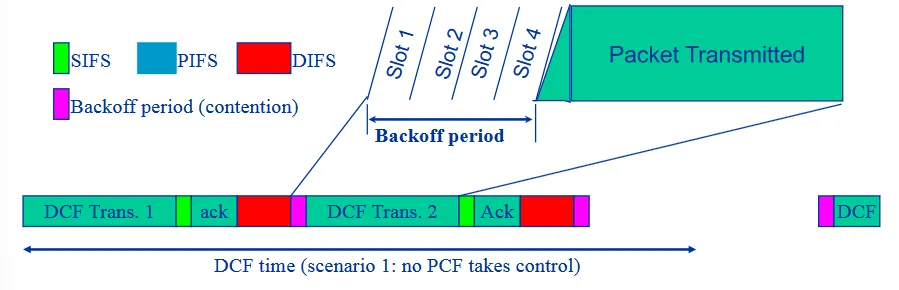 Slot 1
Slot 2
Slot 3
Slot 4
Packet Transmitted
SIFS
PIFS
DIFS
Backoff period (contention)
Backoff period
DCF Trans. 1
ack
DCF Trans. 2
Ack
DCF
DCF time (scenario 1: no PCF takes control)